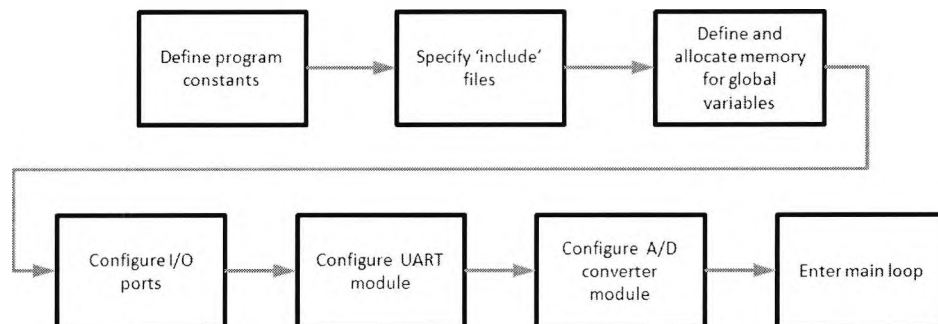 Define program
constants
Specify ‘include’
files
Define and
allocate memory
for global
variables
Configure I/O
ports
Configure UART
module
Configure A/D
converter
module
Enter main loop